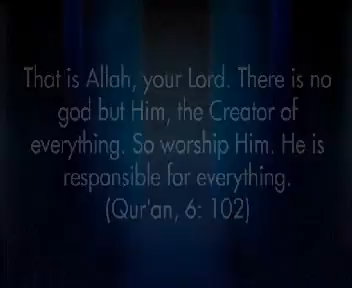 That is Allah, your Lord. There is no
god but Him, the Creator of
everything. So worship Him. He is
responsible for everything.
(Qur'an, 6: 102)